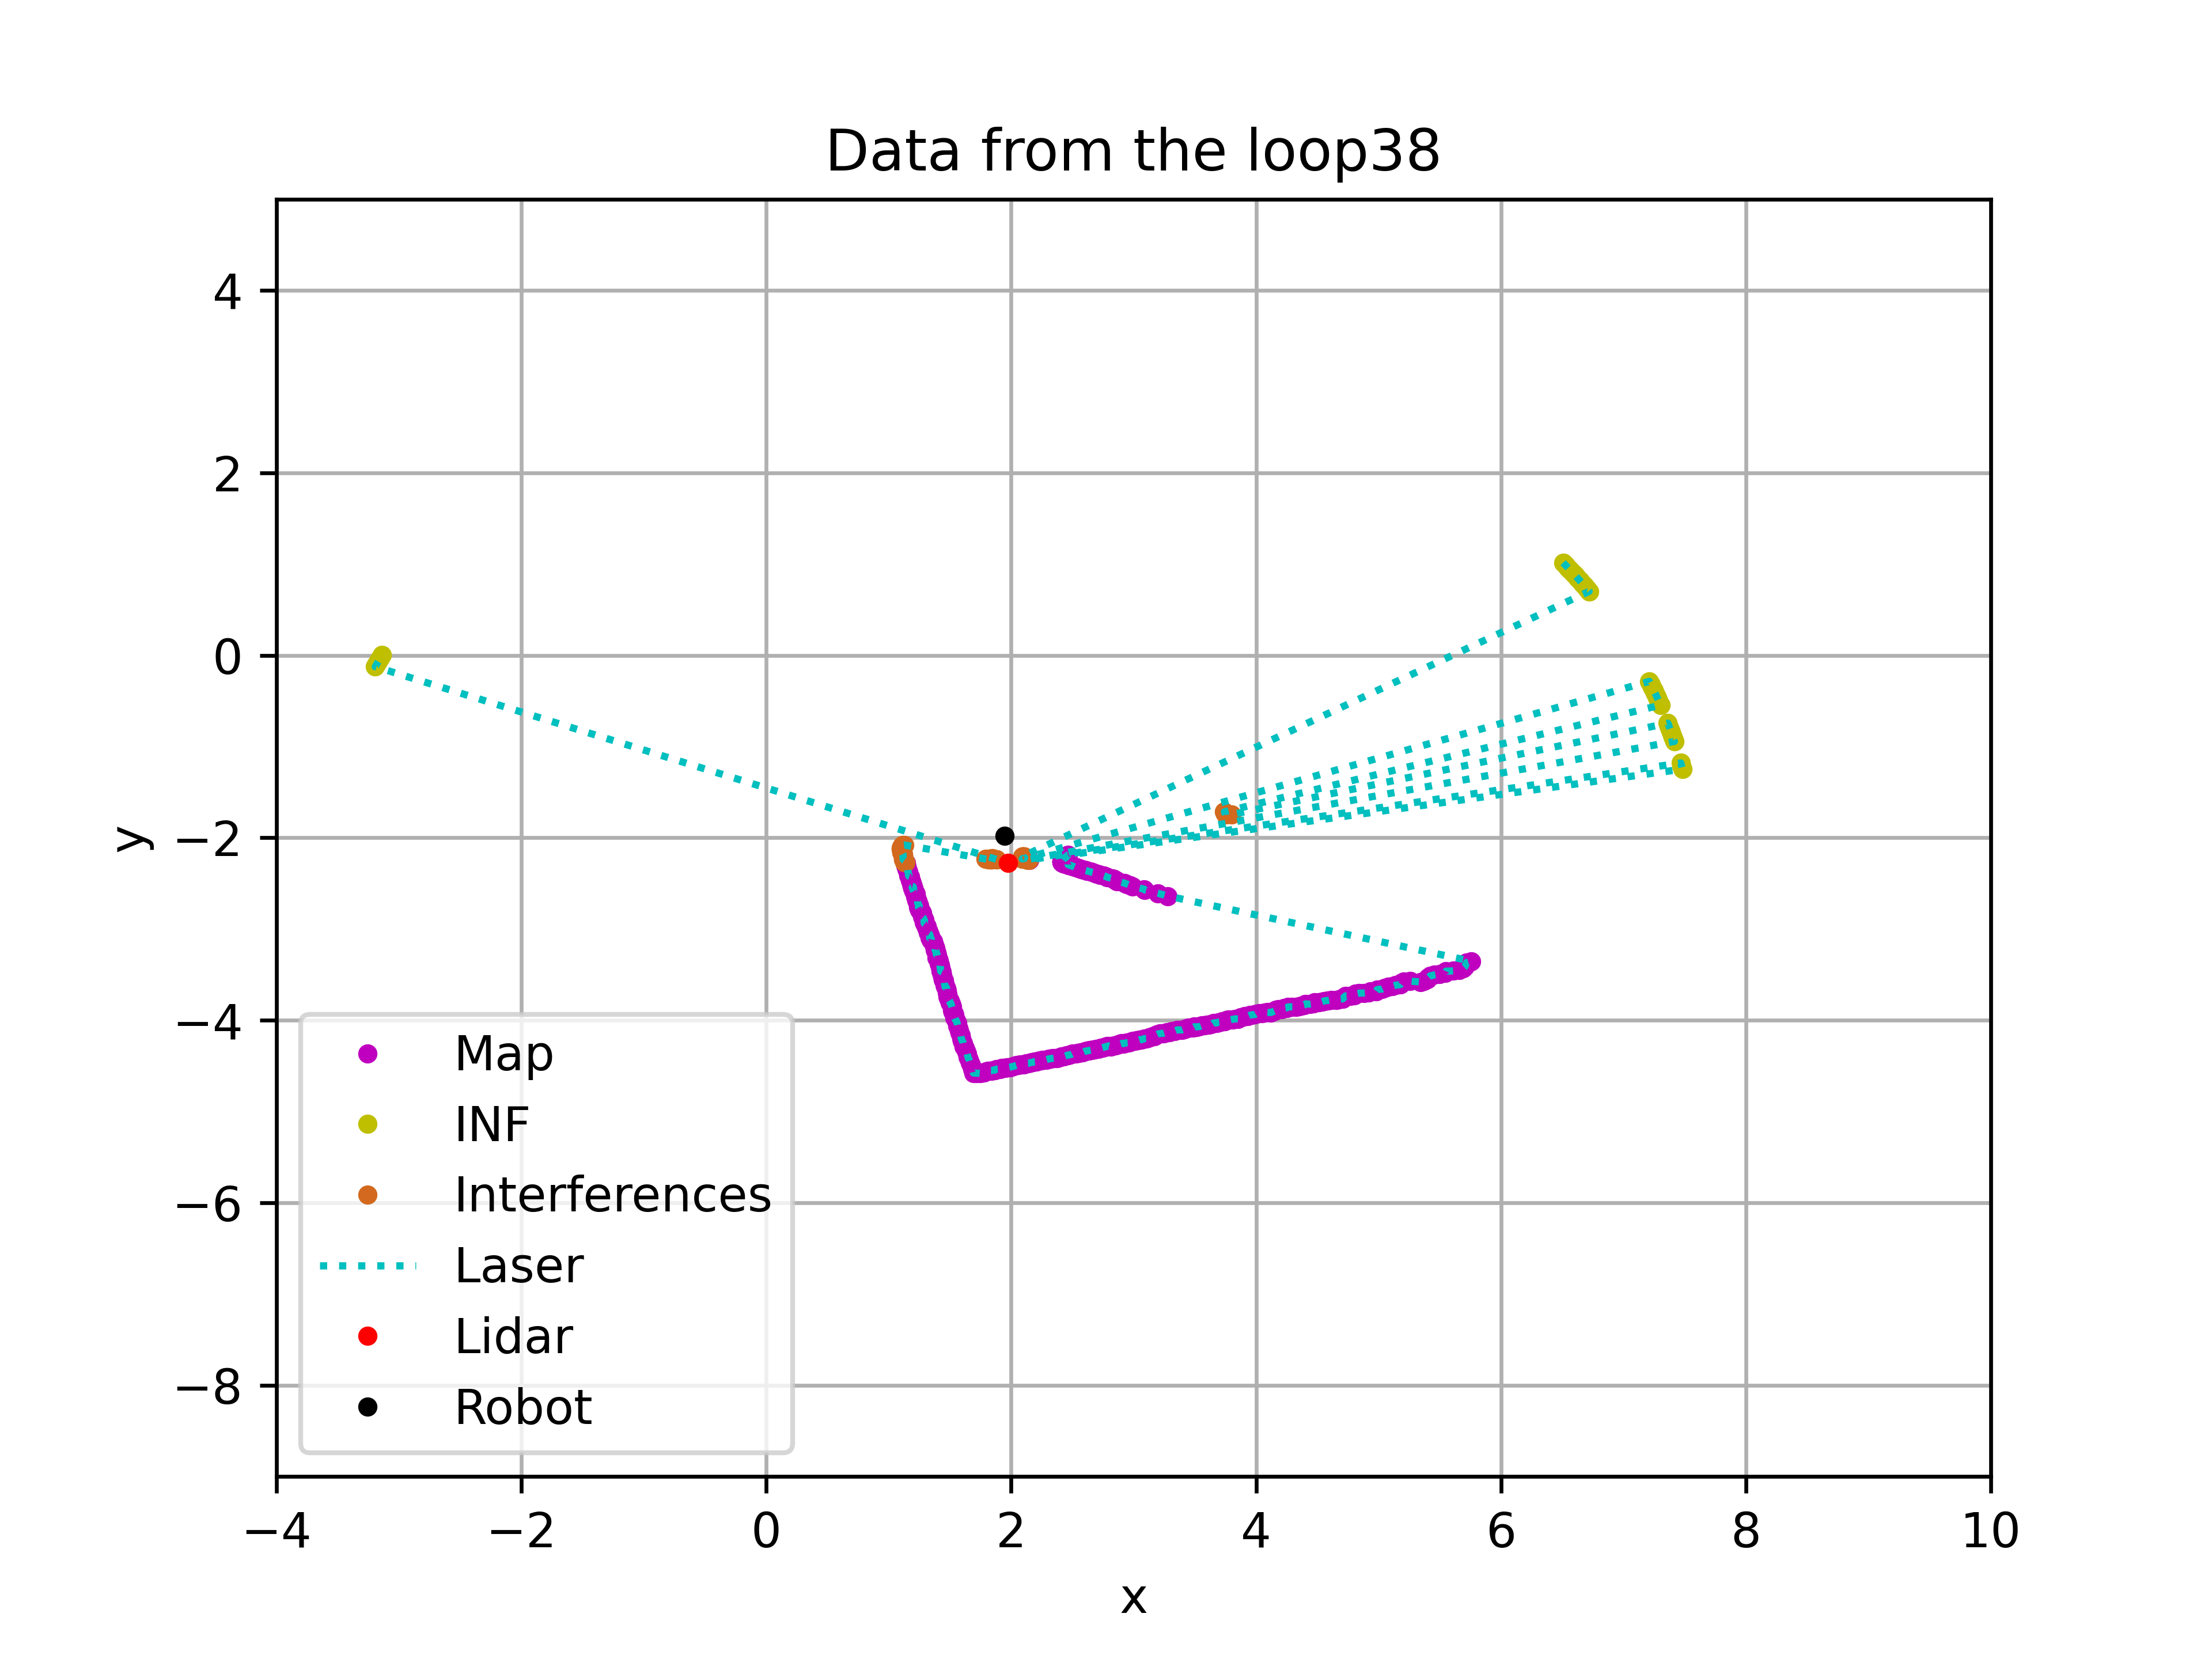 Data from the loop38
4
2
0
−2
−4
−6
−8
y
Map
INF
Interferences
Laser
Lidar
Robot
−4 −2 0 2 4 6 8 10
x